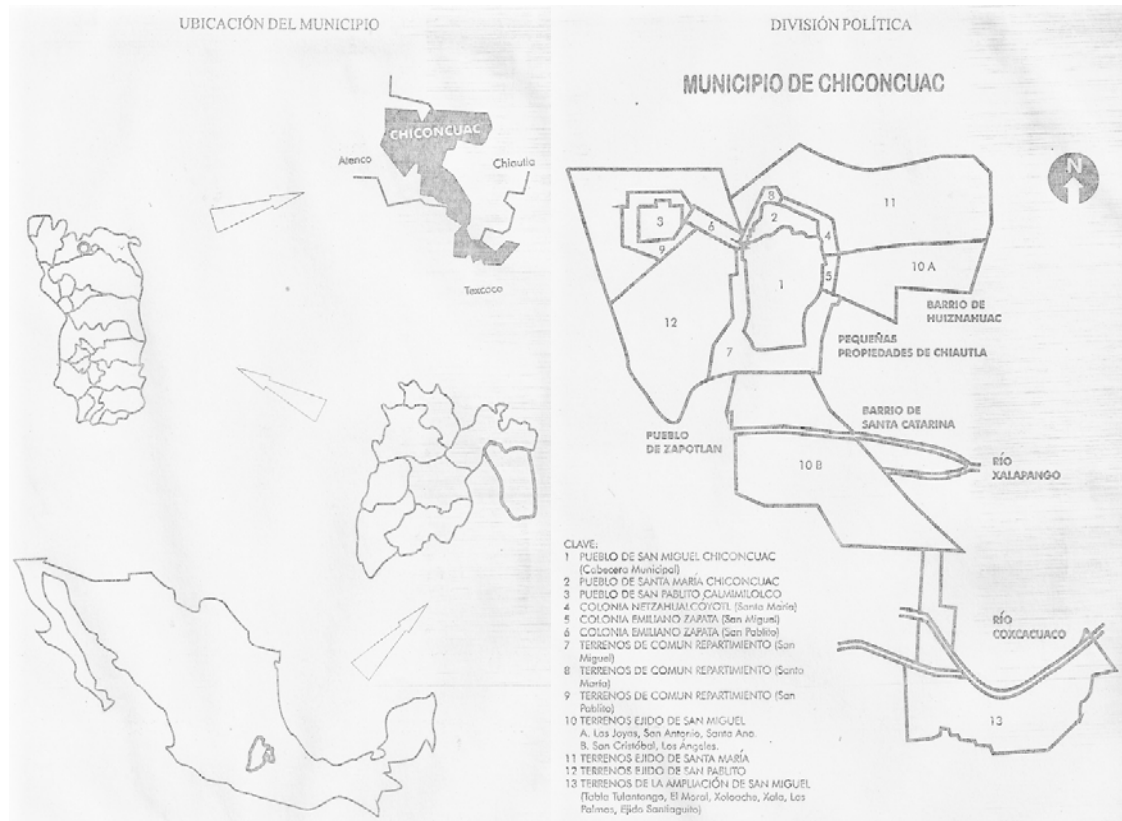 UBICACIÓN DEL MUNICIPIO
CHICONCUAC
Atenco
Chiautla
Texcoco
DIVISIÓN POLÍTICA
MUNICIPIO DE CHICONCUAC
N
11
8
2
3
6
4
9
10 A
5
1
BARRIO DE
HUIZNAHUAC
12
7
PEQUEÑAS
PROPIEDADES DE CHIAUTLA
BARRIO DE
SANTA CATARINA
PUEBLO
DE ZAPOTLAN
10 B
RÍO
XALAPANGO
CLAVE:
1 PUEBLO DE SAN MIGUEL CHICONCUAC
(Cabecera Municipal)
2 PUEBLO DE SANTA MARÍA CHICONCUAC
3 PUEBLO DE SAN PABLITO CALMIMILOLCO
4 COLONIA NETZAHUALCOYOTL (Santa María)
5 COLONIA EMILIANO ZAPATA (San Miguel)
6 COLONIA EMILIANO ZAPATA (San Pablito)
7 TERRENOS DE COMUN REPARTIMIENTO (San
Miguel)
8 TERRENOS DE COMUN REPARTIMIENTO (Santa
María)
9 TERRENOS DE COMUN REPARTIMIENTO (San
Pablito)
10 TERRENOS EJIDO DE SAN MIGUEL
A. Las Joyas, San Antonio, Santa Ana.
B. San Cristóbal, Los Ángeles.
11 TERRENOS EJIDO DE SANTA MARÍA
12 TERRENOS EJIDO DE SAN PABLITO
13 TERRENOS DE LA AMPLIACIÓN DE SAN MIGUEL
(Tabla Tulantongo, El Moral, Xoloache, Xala, Las
Palmas, Ejido Santiaguito)
RÍO
COXCACUACO
13